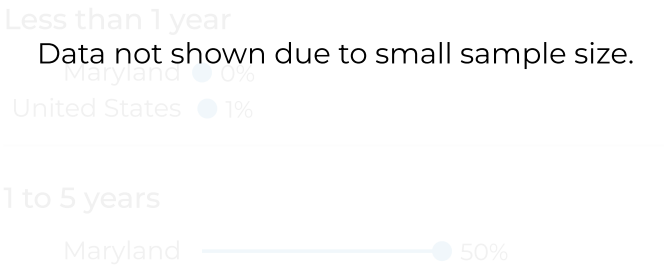 Less than 1 year
Data not shown due to small sample size.
Maryland 0%
United States 1%
1 to 5 years
Maryland 50%